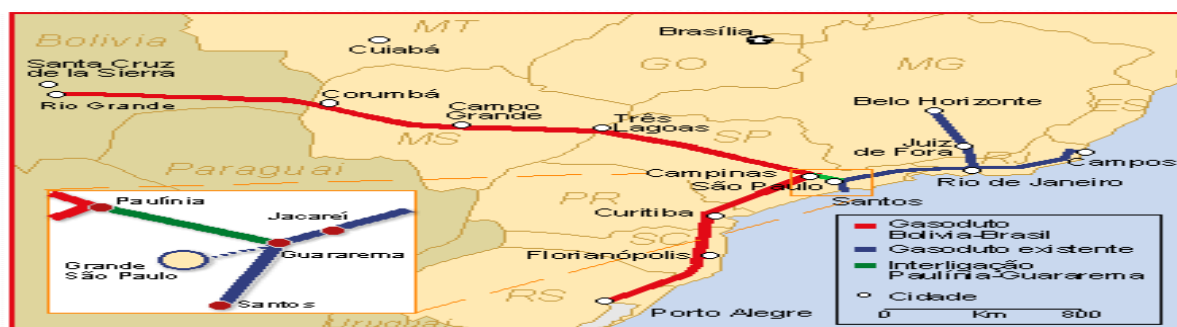 Bolivia
MT
Cuiabá
Brasília
GO
MG
ES
Santa Cruz
de la Sierra
Rio Grande
Corumbá
Campo
Grande
MS
Três
Lagoas
SP
Belo Horizonte
Juiz
de Fora
RJ
Campos
Rio de Janeiro
Paraguai
Campinas
São Paulo
Santos
PR
Curitiba
SC
Florianópolis
RS
Porto Alegre
Uruguai
Paulínia
Jacareí
Guararema
Grande
São Paulo
Santos
Gasoduto
Bolivia-Brasil
Gasoduto existente
Interligação
Paulínia-Guararema
Cidade
0 Km 300